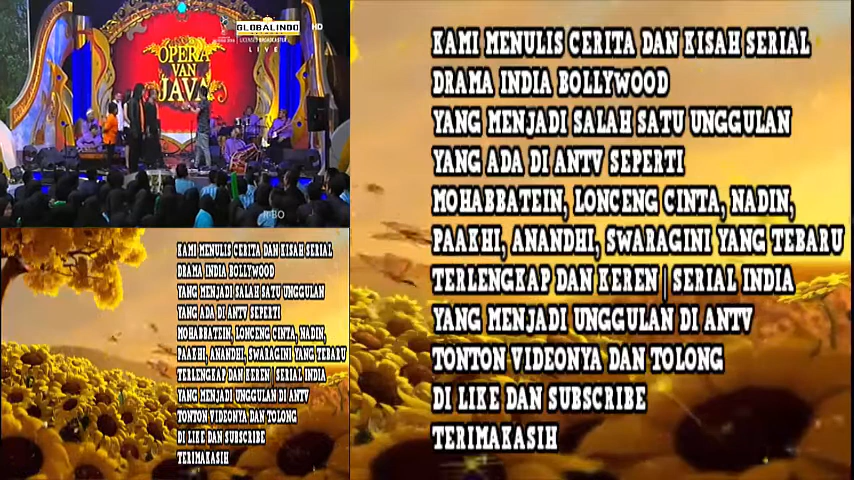 GLOBALINDO
LICENSED BROADCASTER
LIVE
HD
OPERA
VAN
JAVA
KAMI MENULIS CERITA DAN KISAH SERIAL
DRAMA INDIA BOLLYWOOD
YANG MENJADI SALAH SATU UNGGULAN
YANG ADA DI ANTV SEPERTI
MOHABBATEIN, LONCENG CINTA, NADIN,
PAAKHI, ANANDHI, SWARAGINI YANG TEBARU
TERLENGKAP DAN KEREN | SERIAL INDIA
YANG MENJADI UNGGULAN DI ANTV
TONTON VIDEONYA DAN TOLONG
DI LIKE DAN SUBSCRIBE
TERIMAKASIH
KAMI MENULIS CERITA DAN KISAH SERIAL
DRAMA INDIA BOLLYWOOD
YANG MENJADI SALAH SATU UNGGULAN
YANG ADA DI ANTV SEPERTI
MOHABBATEIN, LONCENG CINTA, NADIN,
PAAKHI, ANANDHI, SWARAGINI YANG TEBARU
TERLENGKAP DAN KEREN | SERIAL INDIA
YANG MENJADI UNGGULAN DI ANTV
TONTON VIDEONYA DAN TOLONG
DI LIKE DAN SUBSCRIBE
TERIMAKASIH